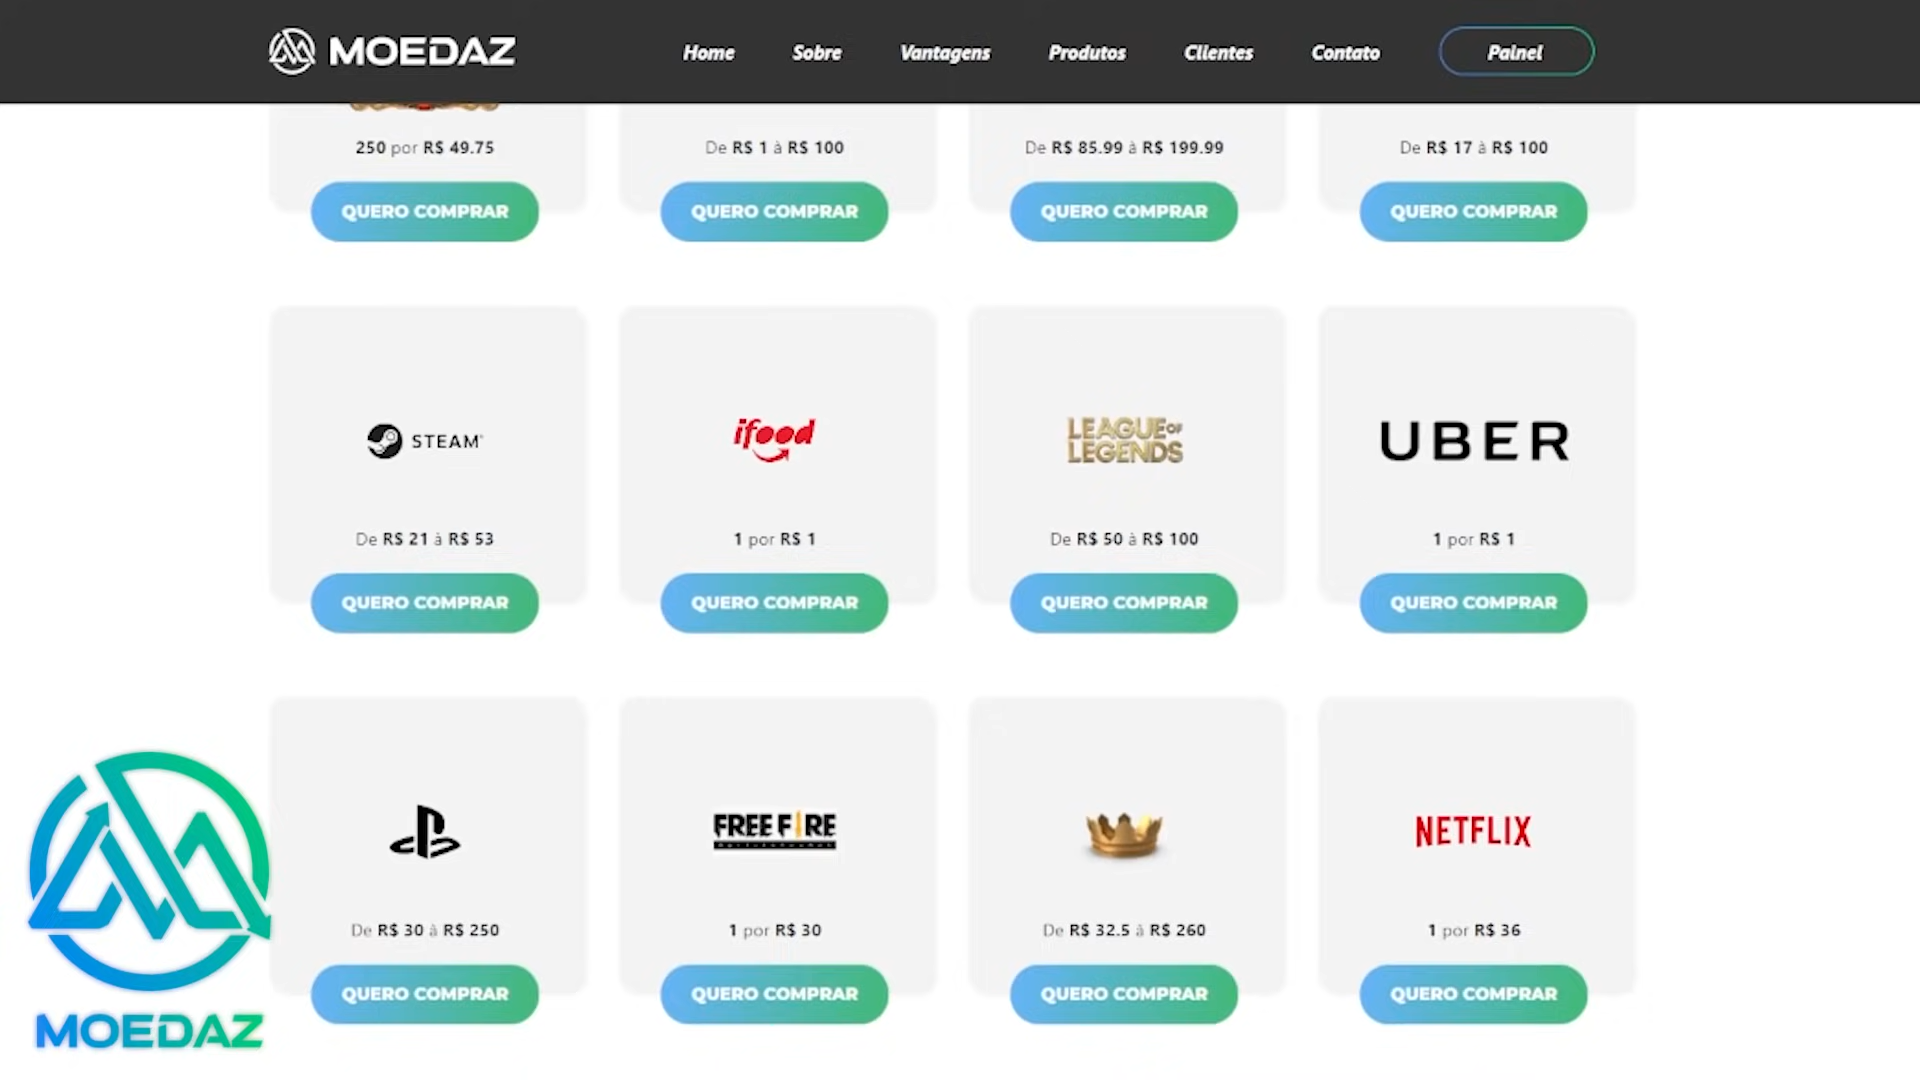 MOEDAZ
Home
Sobre
Vantagens
Produtos
Clientes
Contato
Painel
250 por R$ 49.75
De R$ 1 à R$ 100
De R$ 85.99 à R$ 199.99
De R$ 17 à R$ 100
QUERO COMPRAR
QUERO COMPRAR
QUERO COMPRAR
QUERO COMPRAR
STEAM
ifood
LEAGUE OF
LEGENDS
UBER
De R$ 21 à R$ 53
1 por R$ 1
De R$ 50 à R$ 100
1 por R$ 1
QUERO COMPRAR
QUERO COMPRAR
QUERO COMPRAR
QUERO COMPRAR
FREE FIRE
NETFLIX
De R$ 30 à R$ 250
1 por R$ 30
De R$ 32.5 à R$ 260
1 por R$ 36
QUERO COMPRAR
QUERO COMPRAR
QUERO COMPRAR
QUERO COMPRAR
MOEDAZ